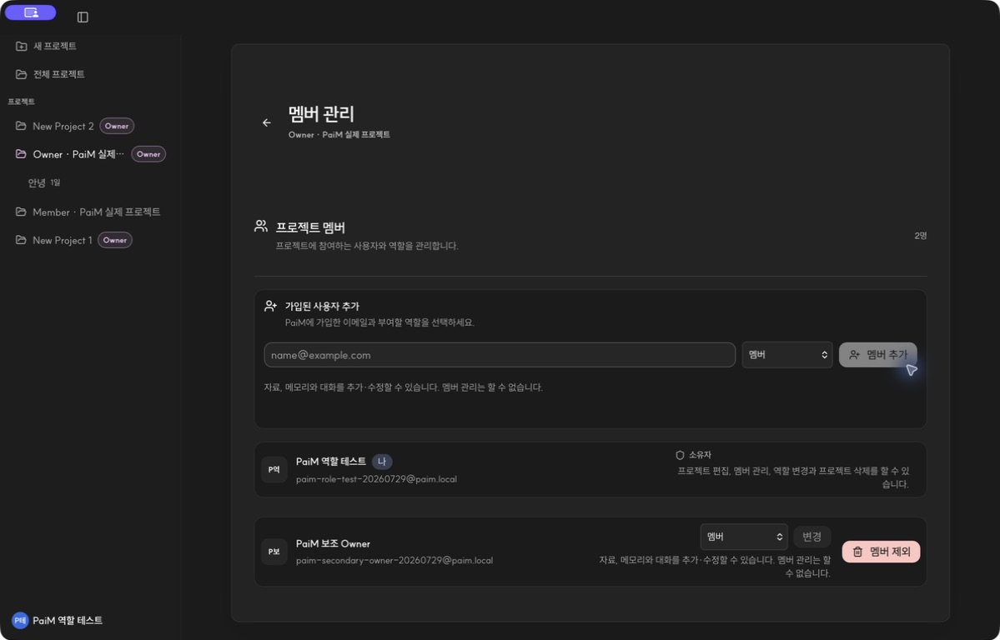 새 프로젝트
전체 프로젝트
프로젝트
New Project 2 Owner
Owner · PaiM 실제… Owner
안녕 1일
Member · PaiM 실제 프로젝트
New Project 1 Owner
P테 PaiM 역할 테스트
멤버 관리
Owner · PaiM 실제 프로젝트
프로젝트 멤버
프로젝트에 참여하는 사용자와 역할을 관리합니다.
2명
가입된 사용자 추가
PaiM에 가입한 이메일과 부여할 역할을 선택하세요.
name@example.com 멤버 멤버 추가
자료, 메모리와 대화를 추가·수정할 수 있습니다. 멤버 관리는 할 수 없습니다.
P역
PaiM 역할 테스트 나
paim-role-test-20260729@paim.local
소유자
프로젝트 편집, 멤버 관리, 역할 변경과 프로젝트 삭제를 할 수 있
습니다.
P보
PaiM 보조 Owner
paim-secondary-owner-20260729@paim.local
멤버 변경
자료, 메모리와 대화를 추가·수정할 수 있습니다. 멤버 관리는 할
수 없습니다.
멤버 제외